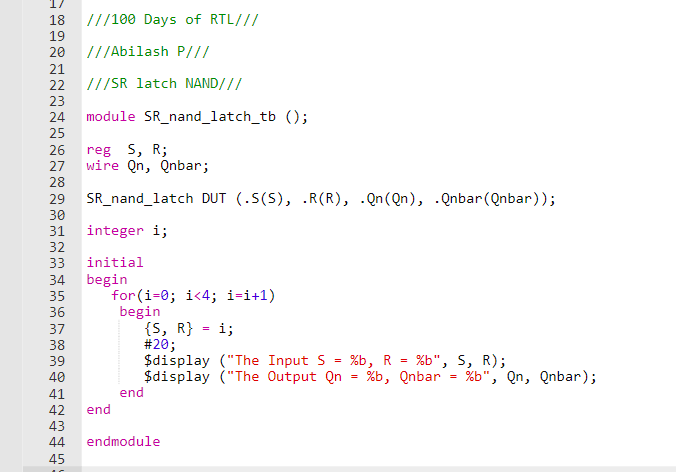 17
18 ///100 Days of RTL///
19
20 ///Abilash P///
21
22 ///SR latch NAND///
23
24 module SR_nand_latch_tb ();
25
26 reg  S, R;
27 wire Qn, Qnbar;
28
29 SR_nand_latch DUT (.S(S), .R(R), .Qn(Qn), .Qnbar(Qnbar));
30
31 integer i;
32
33 initial
34 begin
35    for(i=0; i<4; i=i+1)
36     begin
37        {S, R} = i;
38        #20;
39        $display ("The Input S = %b, R = %b", S, R);
40        $display ("The Output Qn = %b, Qnbar = %b", Qn, Qnbar);
41     end
42 end
43
44 endmodule
45